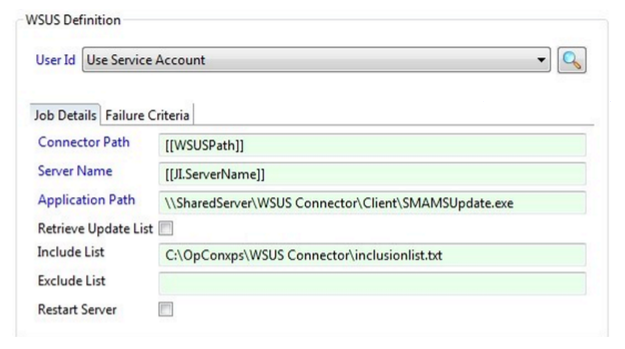 WSUS Definition
User Id Use Service Account
Job Details Failure Criteria
Connector Path [[WSUSPath]]
Server Name [[JI.ServerName]]
Application Path \\SharedServer\WSUS Connector\Client\SMAMSUpdate.exe
Retrieve Update List
Include List C:\OpConxps\WSUS Connector\inclusionlist.txt
Exclude List
Restart Server